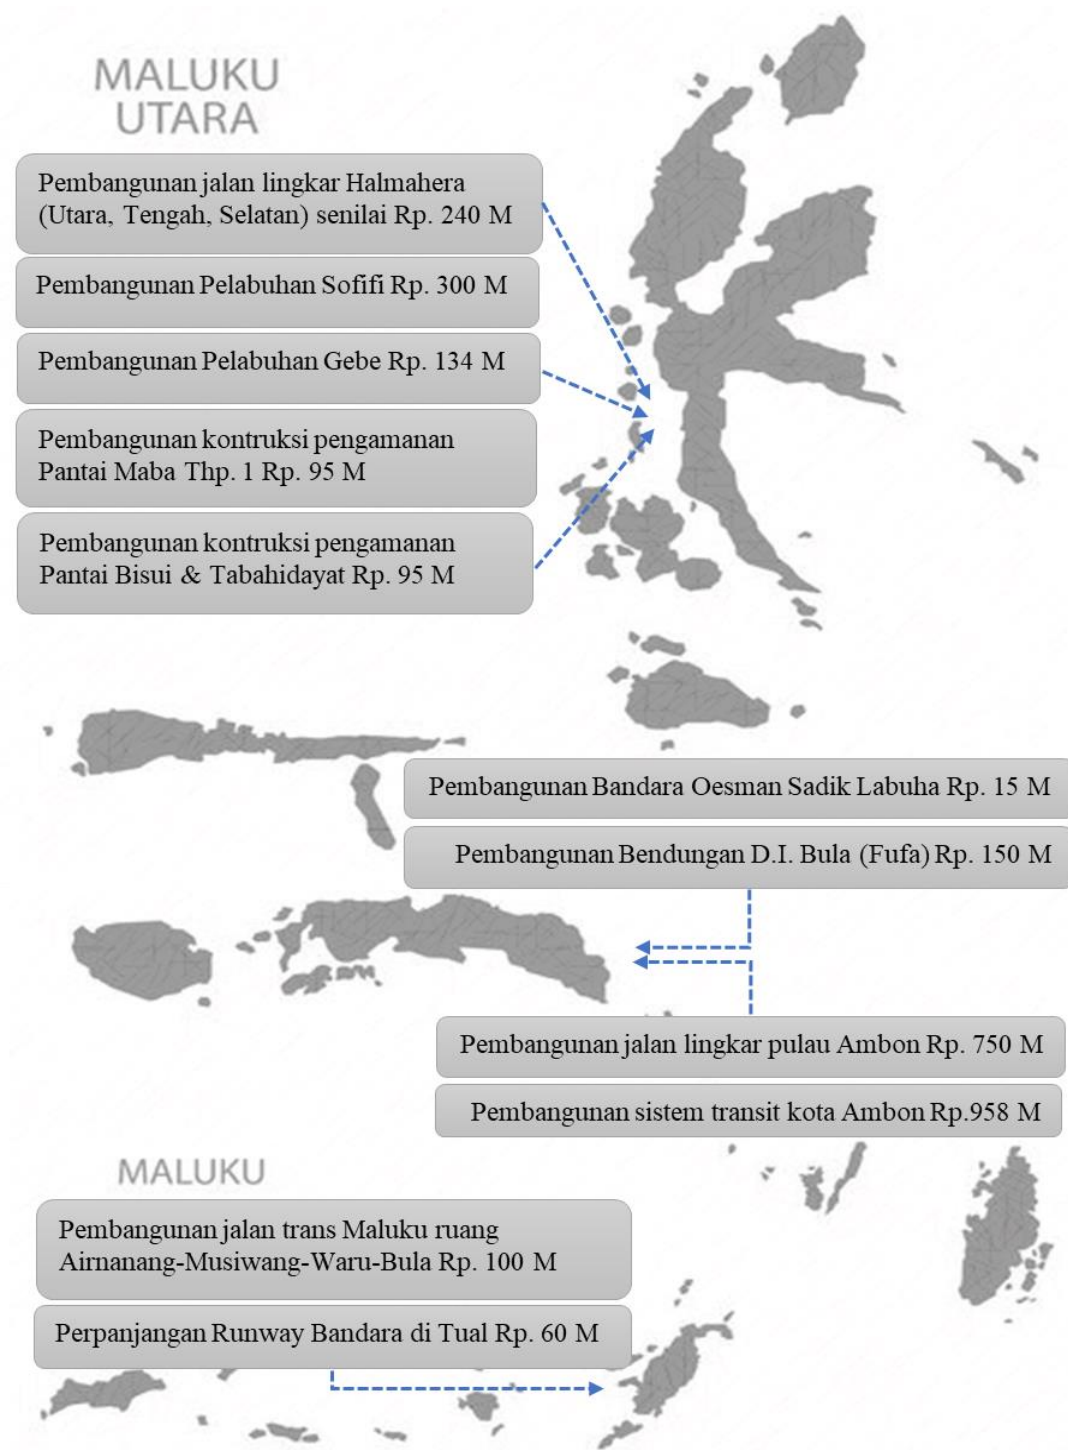 MALUKU
UTARA
Pembangunan jalan lingkar Halmahera
(Utara, Tengah, Selatan) senilai Rp. 240 M
Pembangunan Pelabuhan Sofifi Rp. 300 M
Pembangunan Pelabuhan Gebe Rp. 134 M
Pembangunan kontruksi pengamanan
Pantai Maba Thp. 1 Rp. 95 M
Pembangunan kontruksi pengamanan
Pantai Bisui & Tabahidayat Rp. 95 M
Pembangunan Bandara Oesman Sadik Labuha Rp. 15 M
Pembangunan Bendungan D.I. Bula (Fufa) Rp. 150 M
Pembangunan jalan lingkar pulau Ambon Rp. 750 M
Pembangunan sistem transit kota Ambon Rp.958 M
MALUKU
Pembangunan jalan trans Maluku ruang
Airnanang-Musiwang-Waru-Bula Rp. 100 M
Perpanjangan Runway Bandara di Tual Rp. 60 M